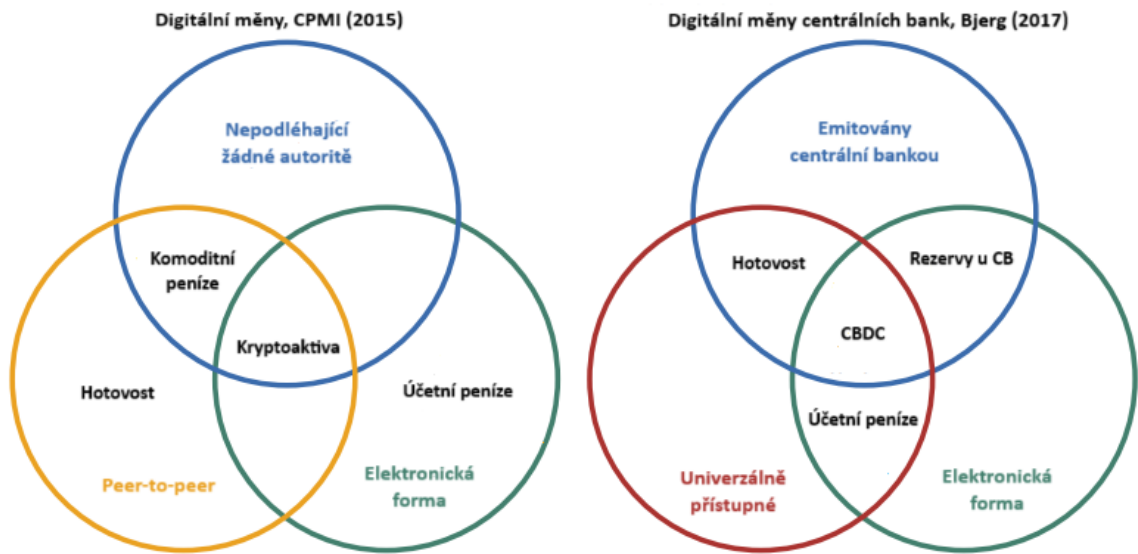 Digitální měny, CPMI (2015)
Nepodléhající
žádné autoritě
Komoditní
peníze
Kryptoaktiva
Hotovost
Účetní peníze
Peer-to-peer
Elektronická
forma
Digitální měny centrálních bank, Bjerg (2017)
Emitovány
centrální bankou
Hotovost
Rezervy u CB
CBDC
Účetní peníze
Univerzálně
přístupné
Elektronická
forma